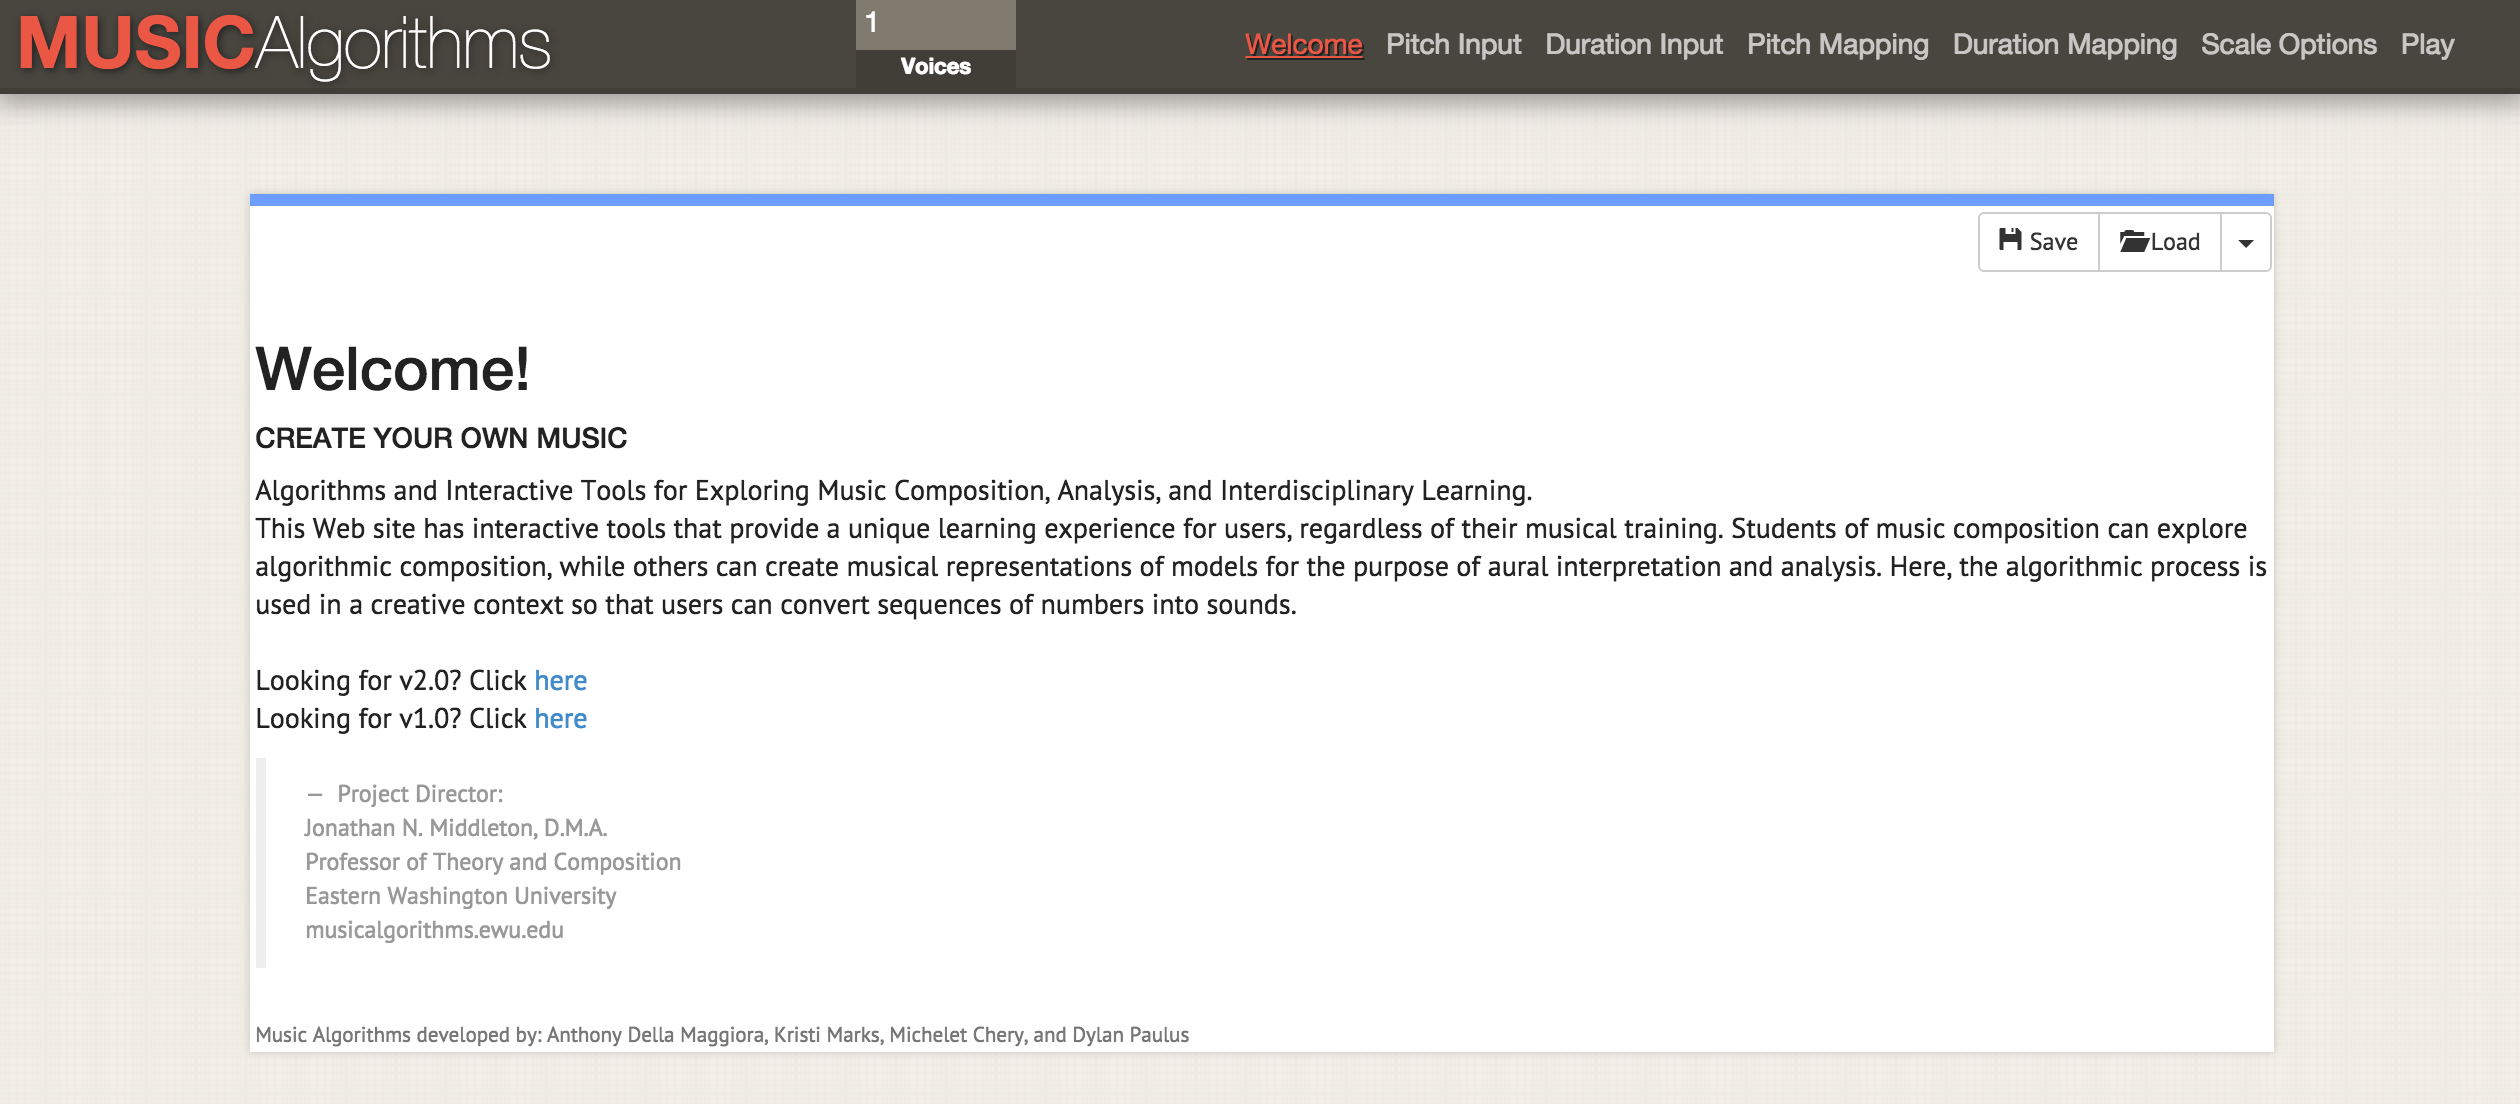 MUSICAlgorithms
1
Voices
Welcome Pitch Input Duration Input Pitch Mapping Duration Mapping Scale Options Play
Save Load
Welcome!
CREATE YOUR OWN MUSIC
Algorithms and Interactive Tools for Exploring Music Composition, Analysis, and Interdisciplinary Learning.
This Web site has interactive tools that provide a unique learning experience for users, regardless of their musical training. Students of music composition can explore
algorithmic composition, while others can create musical representations of models for the purpose of aural interpretation and analysis. Here, the algorithmic process is
used in a creative context so that users can convert sequences of numbers into sounds.
Looking for v2.0? Click here
Looking for v1.0? Click here
— Project Director:
Jonathan N. Middleton, D.M.A.
Professor of Theory and Composition
Eastern Washington University
musicalgorithms.ewu.edu
Music Algorithms developed by: Anthony Della Maggiora, Kristi Marks, Michelet Chery, and Dylan Paulus